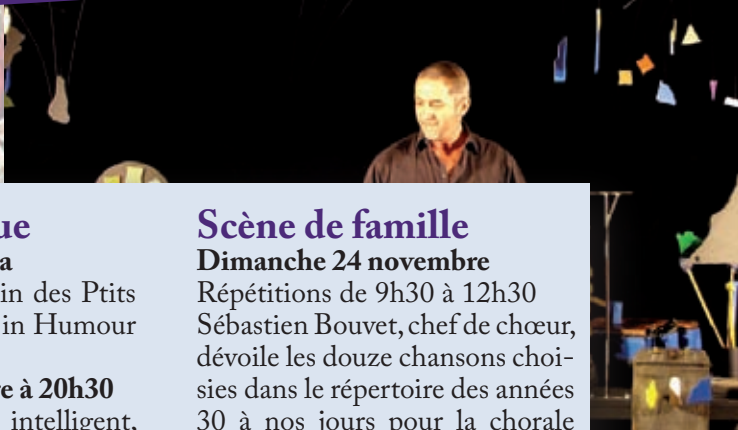 ue
a
in des Ptits
in Humour
e à 20h30
intelligent,
Scène de famille
Dimanche 24 novembre
Répétitions de 9h30 à 12h30
Sébastien Bouvet, chef de chœur,
dévoile les douze chansons choi-
sies dans le répertoire des années
30 à nos jours pour la chorale